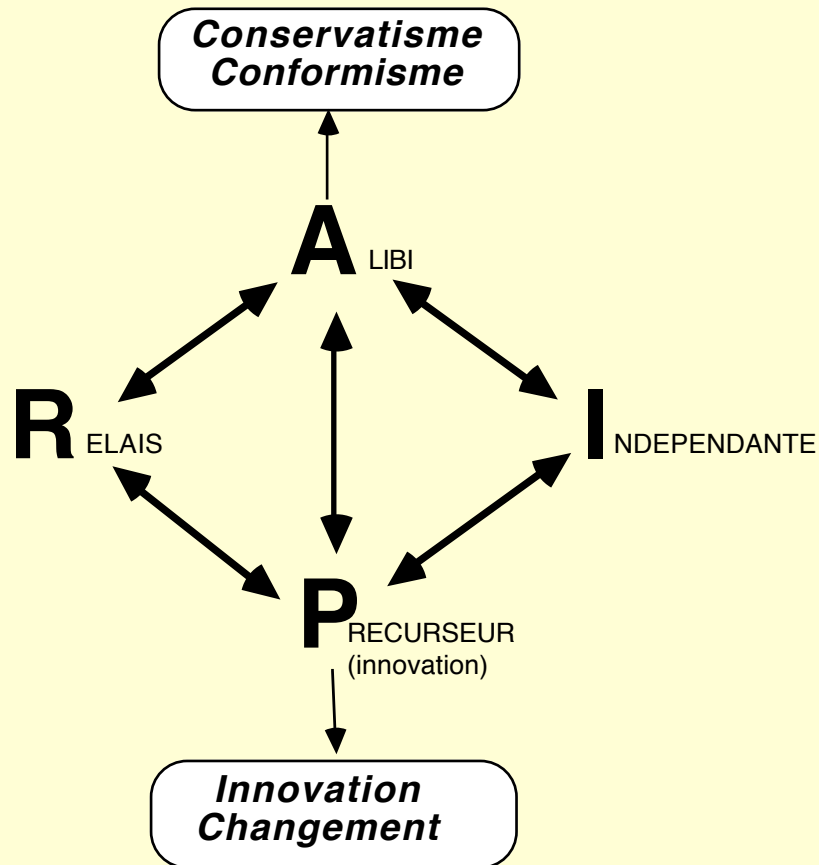 Conservatisme
Conformisme
ALIBI
RELAIS
INDEPENDANTE
PRECURSEUR
(innovation)
Innovation
Changement